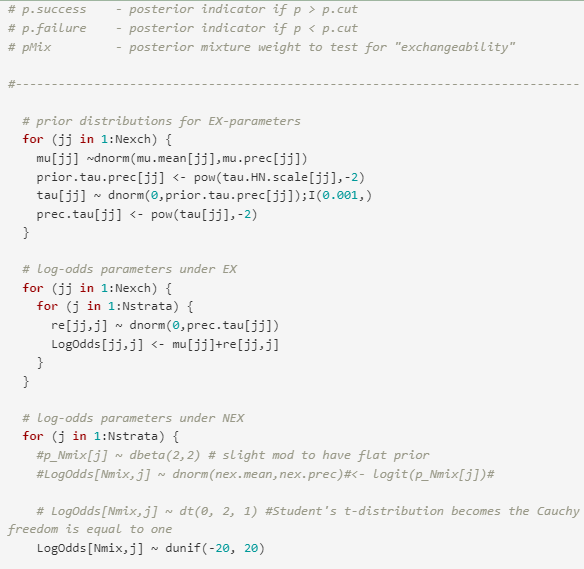 # p.success    - posterior indicator if p > p.cut
# p.failure    - posterior indicator if p < p.cut
# pMix         - posterior mixture weight to test for "exchangeability"
#------------------------------------------------------------------------------
  # prior distributions for EX-parameters
  for (jj in 1:Nexch) {
    mu[jj] ~dnorm(mu.mean[jj],mu.prec[jj])
    prior.tau.prec[jj] <- pow(tau.HN.scale[jj],-2)
    tau[jj] ~ dnorm(0,prior.tau.prec[jj]);I(0.001,)
    prec.tau[jj] <- pow(tau[jj],-2)
  }
  # log-odds parameters under EX
  for (jj in 1:Nexch) {
    for (j in 1:Nstrata) {
      re[jj,j] ~ dnorm(0,prec.tau[jj])
      LogOdds[jj,j] <- mu[jj]+re[jj,j]
    }
  }
  # log-odds parameters under NEX
  for (j in 1:Nstrata) {
    #p_Nmix[j] ~ dbeta(2,2) # slight mod to have flat prior
    #LogOdds[Nmix,j] ~ dnorm(nex.mean,nex.prec)#<- logit(p_Nmix[j])#
    # LogOdds[Nmix,j] ~ dt(0, 2, 1) #Student's t-distribution becomes the Cauchy
freedom is equal to one
    LogOdds[Nmix,j] ~ dunif(-20, 20)